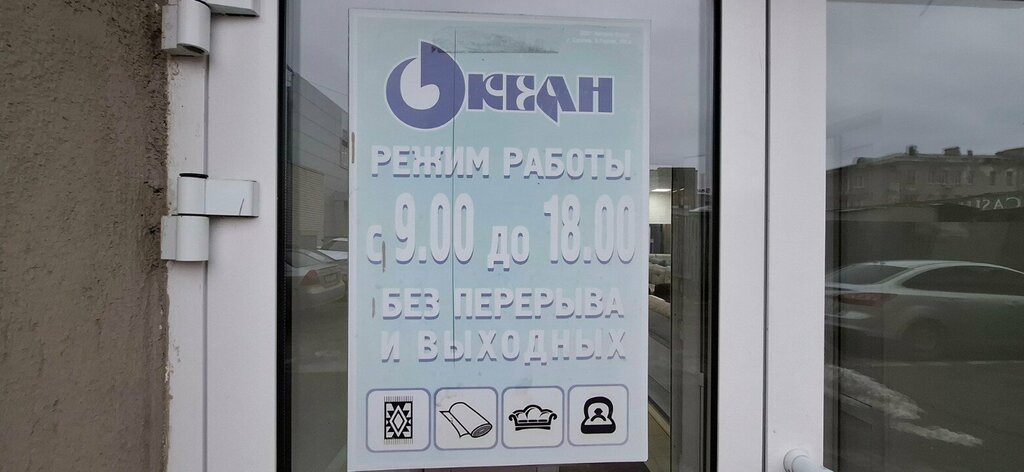 ОКЕАН
РЕЖИМ РАБОТЫ
с 9.00 до 18.00
БЕЗ ПЕРЕРЫВА
И ВЫХОДНЫХ